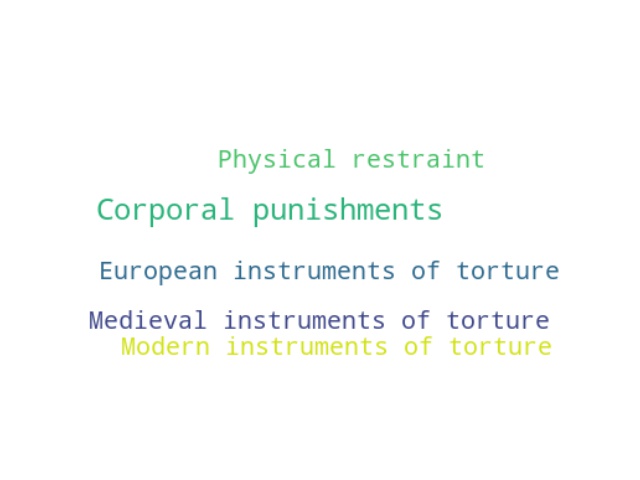 Physical restraint
Corporal punishments
European instruments of torture
Medieval instruments of torture
Modern instruments of torture